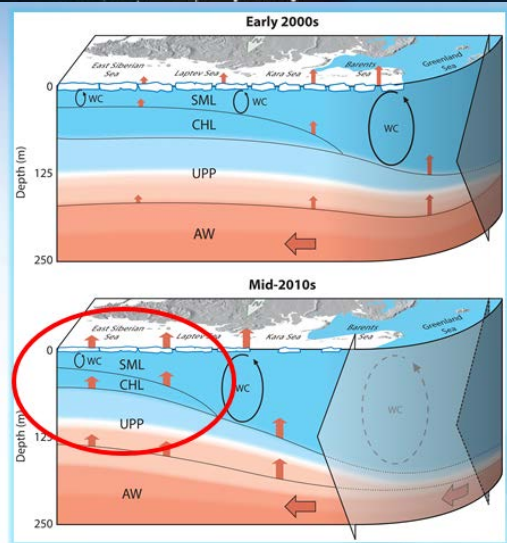 Early 2000s
East Siberian
Sea
Laptev Sea
Kara Sea
Barents
Sea
Greenland
Sea
0
WC
SML
WC
CHL
WC
125
UPP
AW
250
Depth (m)
Mid-2010s
East Siberian
Sea
Laptev Sea
Kara Sea
Barents
Sea
Greenland
Sea
0
WC
SML
CHL
WC
WC
UPP
125
AW
250
Depth (m)